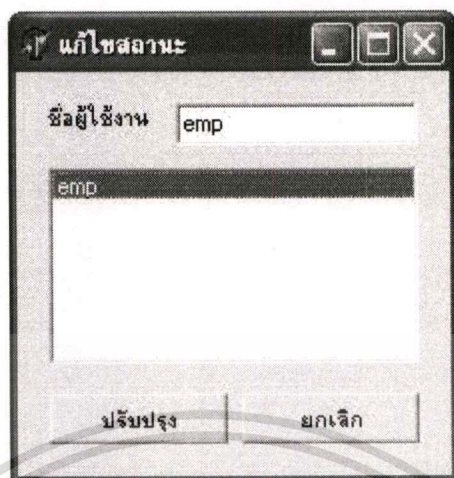 แก้ไขสถานะ
ชื่อผู้ใช้งาน emp
emp
ปรับปรุง ยกเลิก